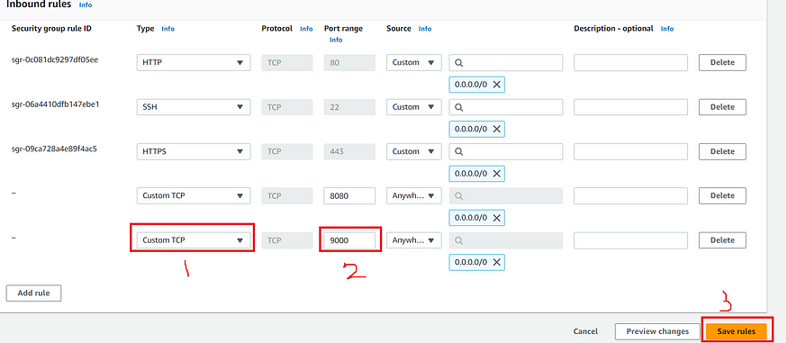 Inbound rules Info
Security group rule ID Type Info Protocol Info Port range Info Source Info Description - optional Info
sgr-0c081dc9297df05ee HTTP TCP 80 Custom Delete
0.0.0.0/0 X
sgr-06a4410dfb147ebe1 SSH TCP 22 Custom Delete
0.0.0.0/0 X
sgr-09ca728a4e89f4ac5 HTTPS TCP 443 Custom Delete
0.0.0.0/0 X
– Custom TCP TCP 8080 Anywh... Delete
0.0.0.0/0 X
– Custom TCP TCP 9000 Anywh... Delete
0.0.0.0/0 X
1 2
Add rule
3
Cancel Preview changes Save rules